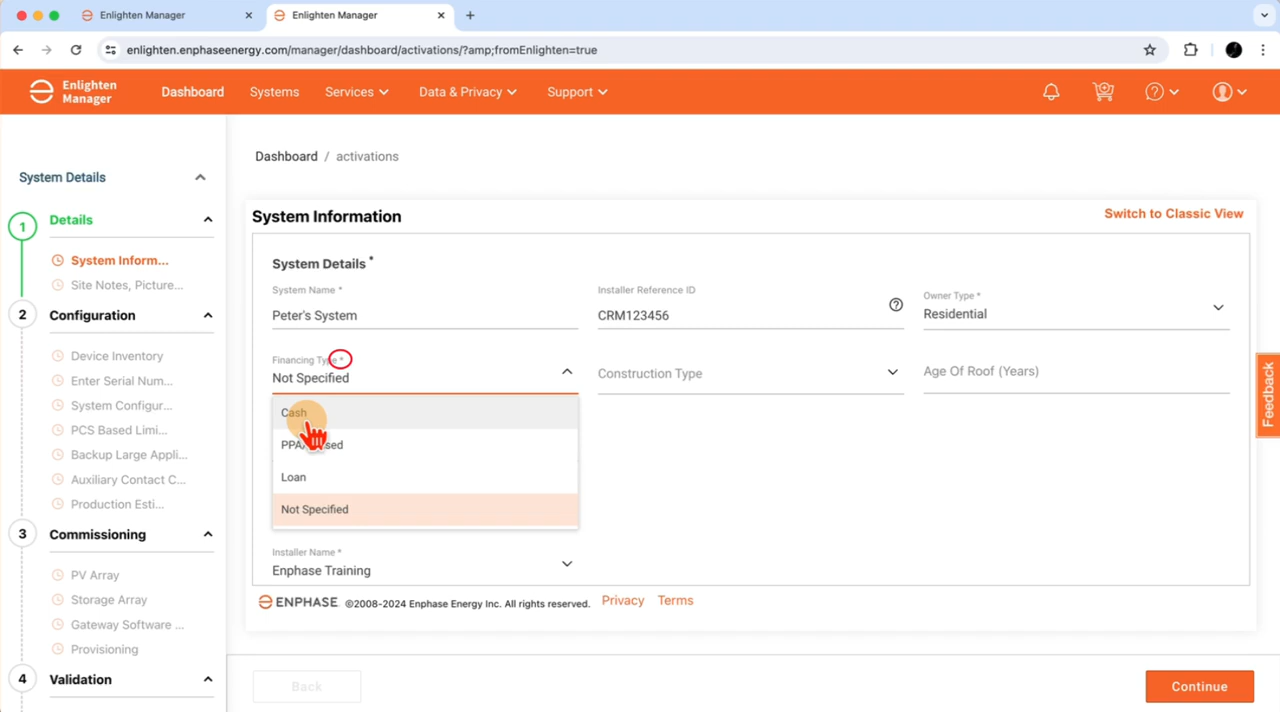 Enlighten Manager
Enlighten Manager
enlighten.enphaseenergy.com/manager/dashboard/activations/?amp;fromEnlighten=true
Enlighten
Manager
Dashboard
Systems
Services
Data & Privacy
Support
System Details
1
Details
System Inform...
Site Notes, Picture...
2
Configuration
Device Inventory
Enter Serial Num...
System Configur...
PCS Based Limi...
Backup Large Appli...
Auxiliary Contact C...
Production Esti...
3
Commissioning
PV Array
Storage Array
Gateway Software ...
Provisioning
4
Validation
Dashboard / activations
System Information
Switch to Classic View
System Details *
System Name *
Peter's System
Installer Reference ID
CRM123456
Owner Type *
Residential
Financing Type *
Not Specified
Construction Type
Age Of Roof (Years)
Cash
Loan
Not Specified
Installer Name *
Enphase Training
ENPHASE ©2008-2024 Enphase Energy Inc. All rights reserved. Privacy Terms
Back
Continue
Feedback